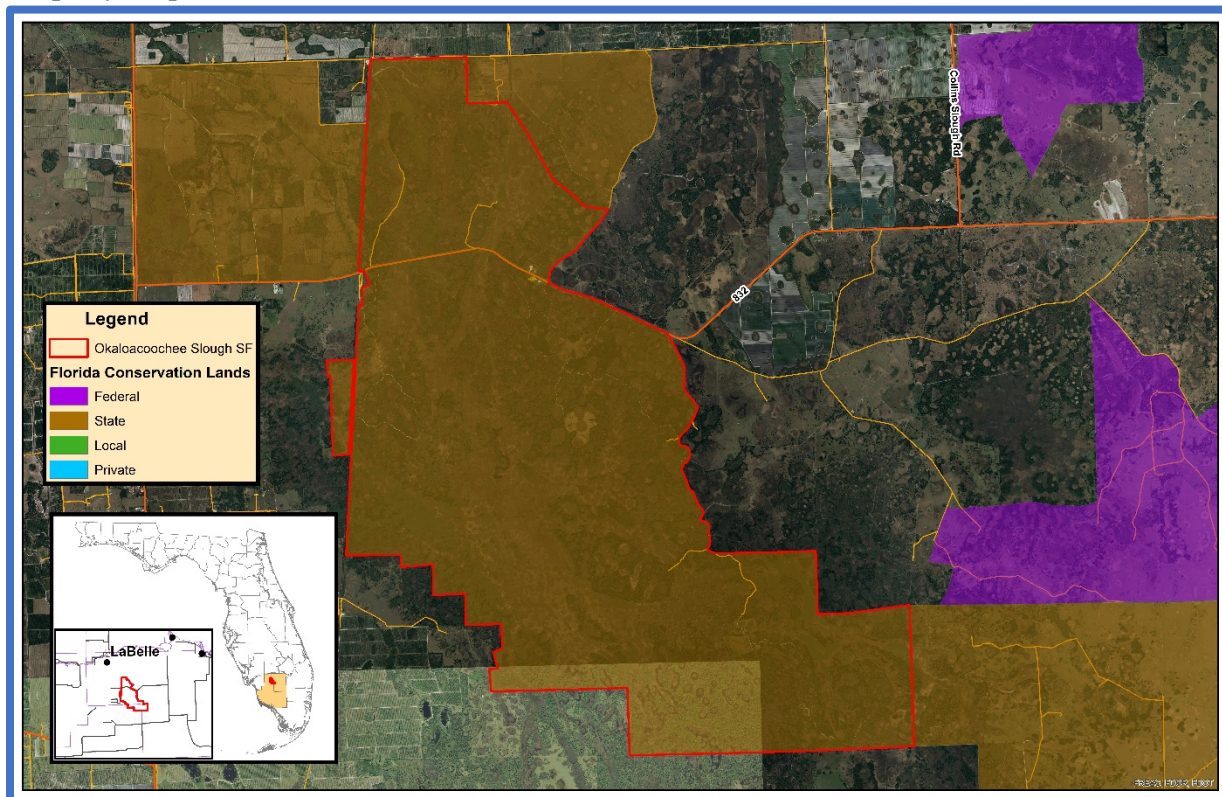 Collins Slough Rd
832
Legend
Okaloacoochee Slough SF
Florida Conservation Lands
Federal
State
Local
Private
LaBelle